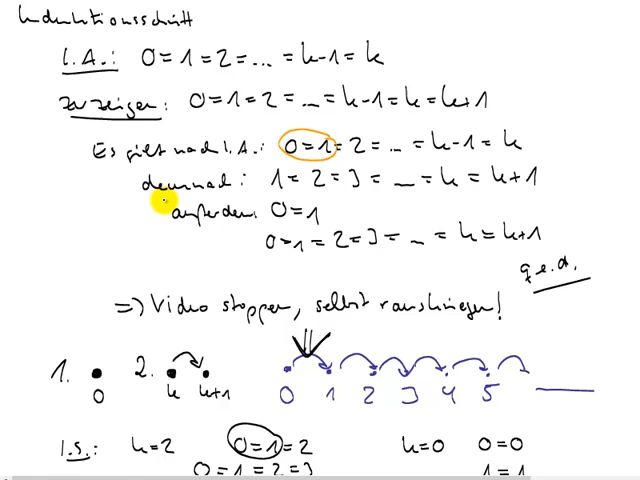 Induktionsschritt
I.A.: 0=1=2=... =k-1=k
zu zeigen: 0=1=2=...=k-1=k=k+1
Es gilt nach I.A.: 0=1=2=... =k-1=k
demnach: 1=2=3=...=k=k+1
außerdem: 0=1
0=1=2=3=...=k=k+1
q.e.d.
=> Video stoppen, selbst rauskriegen!
1. 2.
0 k k+1 0 1 2 3 4 5
I.S.: k=2 0=1=2 k=0 0=0
0=1=2=3 1=1